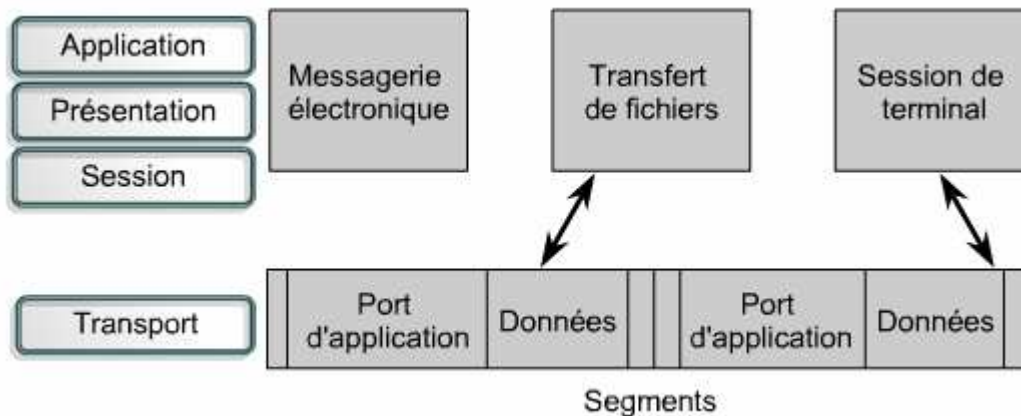 Application
Présentation
Session
Messagerie
électronique
Transfert
de fichiers
Session de
terminal
Transport
Port
d'application
Données
Port
d'application
Données
Segments